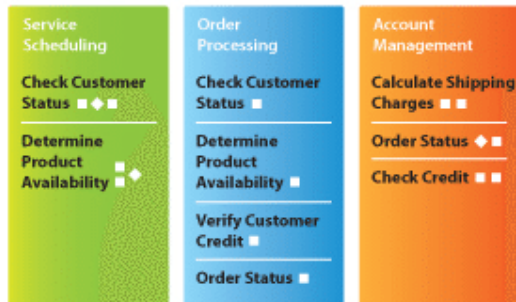 Service
Scheduling
Check Customer
Status
Determine
Product
Availability
Order
Processing
Check Customer
Status
Determine
Product
Availability
Verify Customer
Credit
Order Status
Account
Management
Calculate Shipping
Charges
Order Status
Check Credit